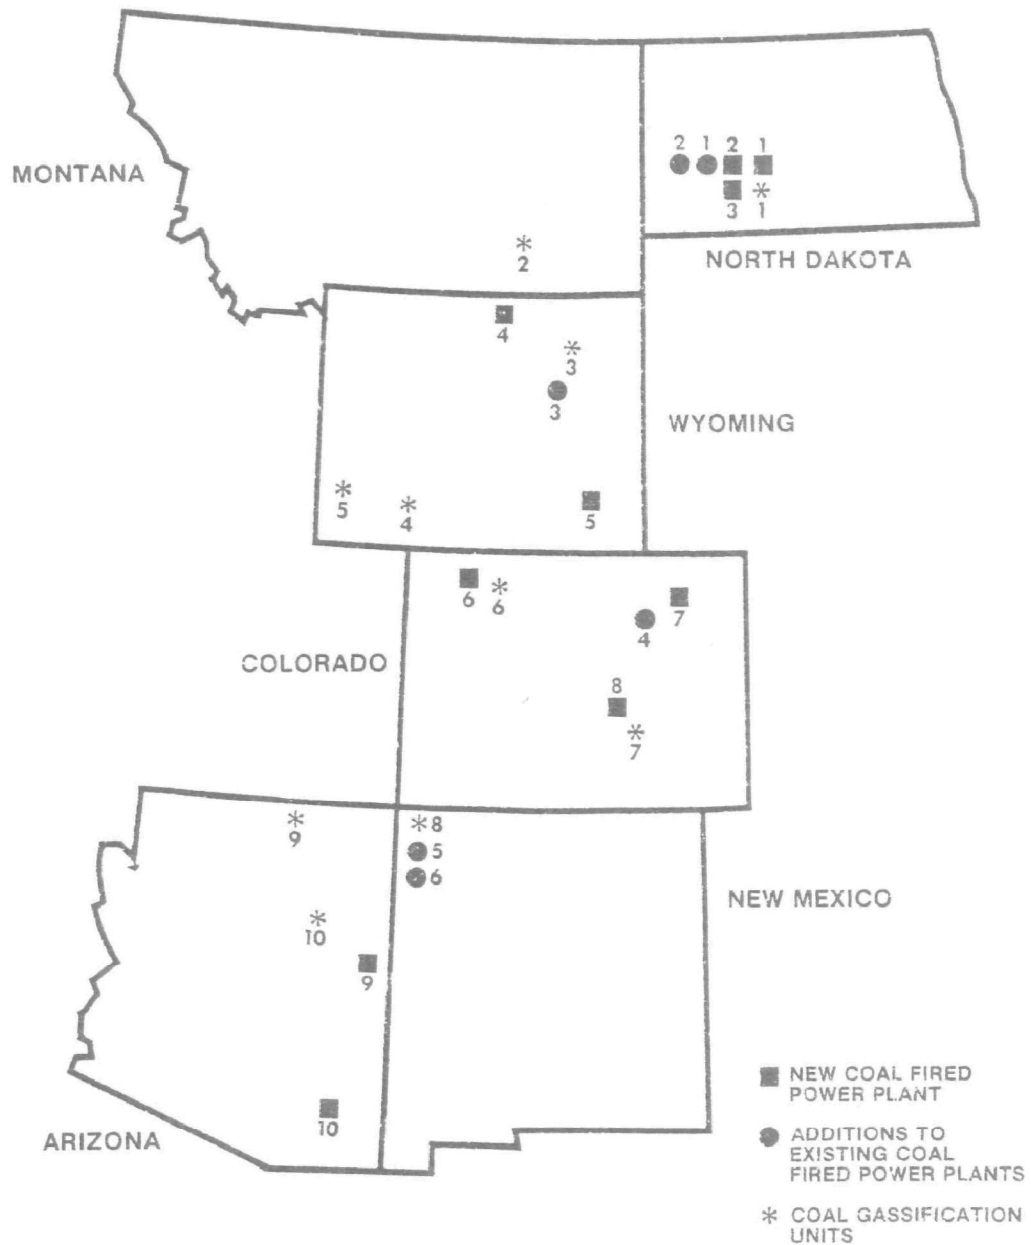 2 1 2 1
MONTANA
3 1
NORTH DAKOTA
2
4
3
3
WYOMING
5 4 5
6 6 7
4
COLORADO
8
7
9 8
5
6
NEW MEXICO
10
9
NEW COAL FIRED
POWER PLANT
10
ARIZONA
ADDITIONS TO
EXISTING COAL
FIRED POWER PLANTS
COAL GASSIFICATION
UNITS